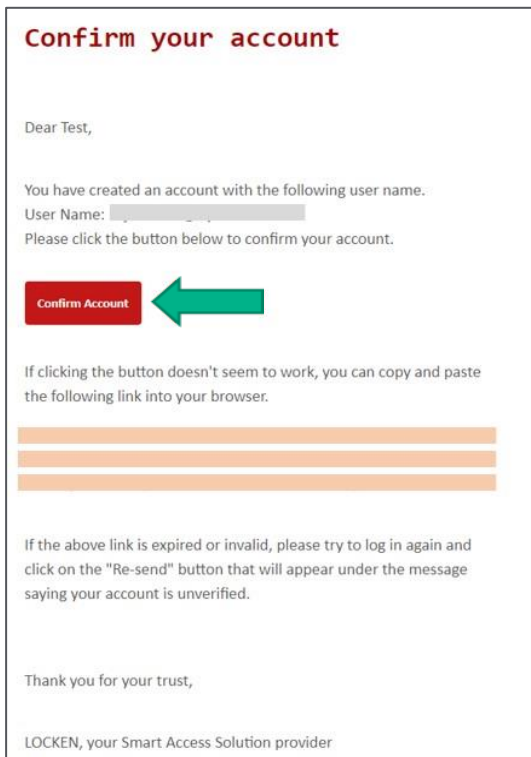 Confirm your account
Dear Test,
You have created an account with the following user name.
User Name:
Please click the button below to confirm your account.
Confirm Account
If clicking the button doesn't seem to work, you can copy and paste
the following link into your browser.
If the above link is expired or invalid, please try to log in again and
click on the "Re-send" button that will appear under the message
saying your account is unverified.
Thank you for your trust,
LOCKEN, your Smart Access Solution provider